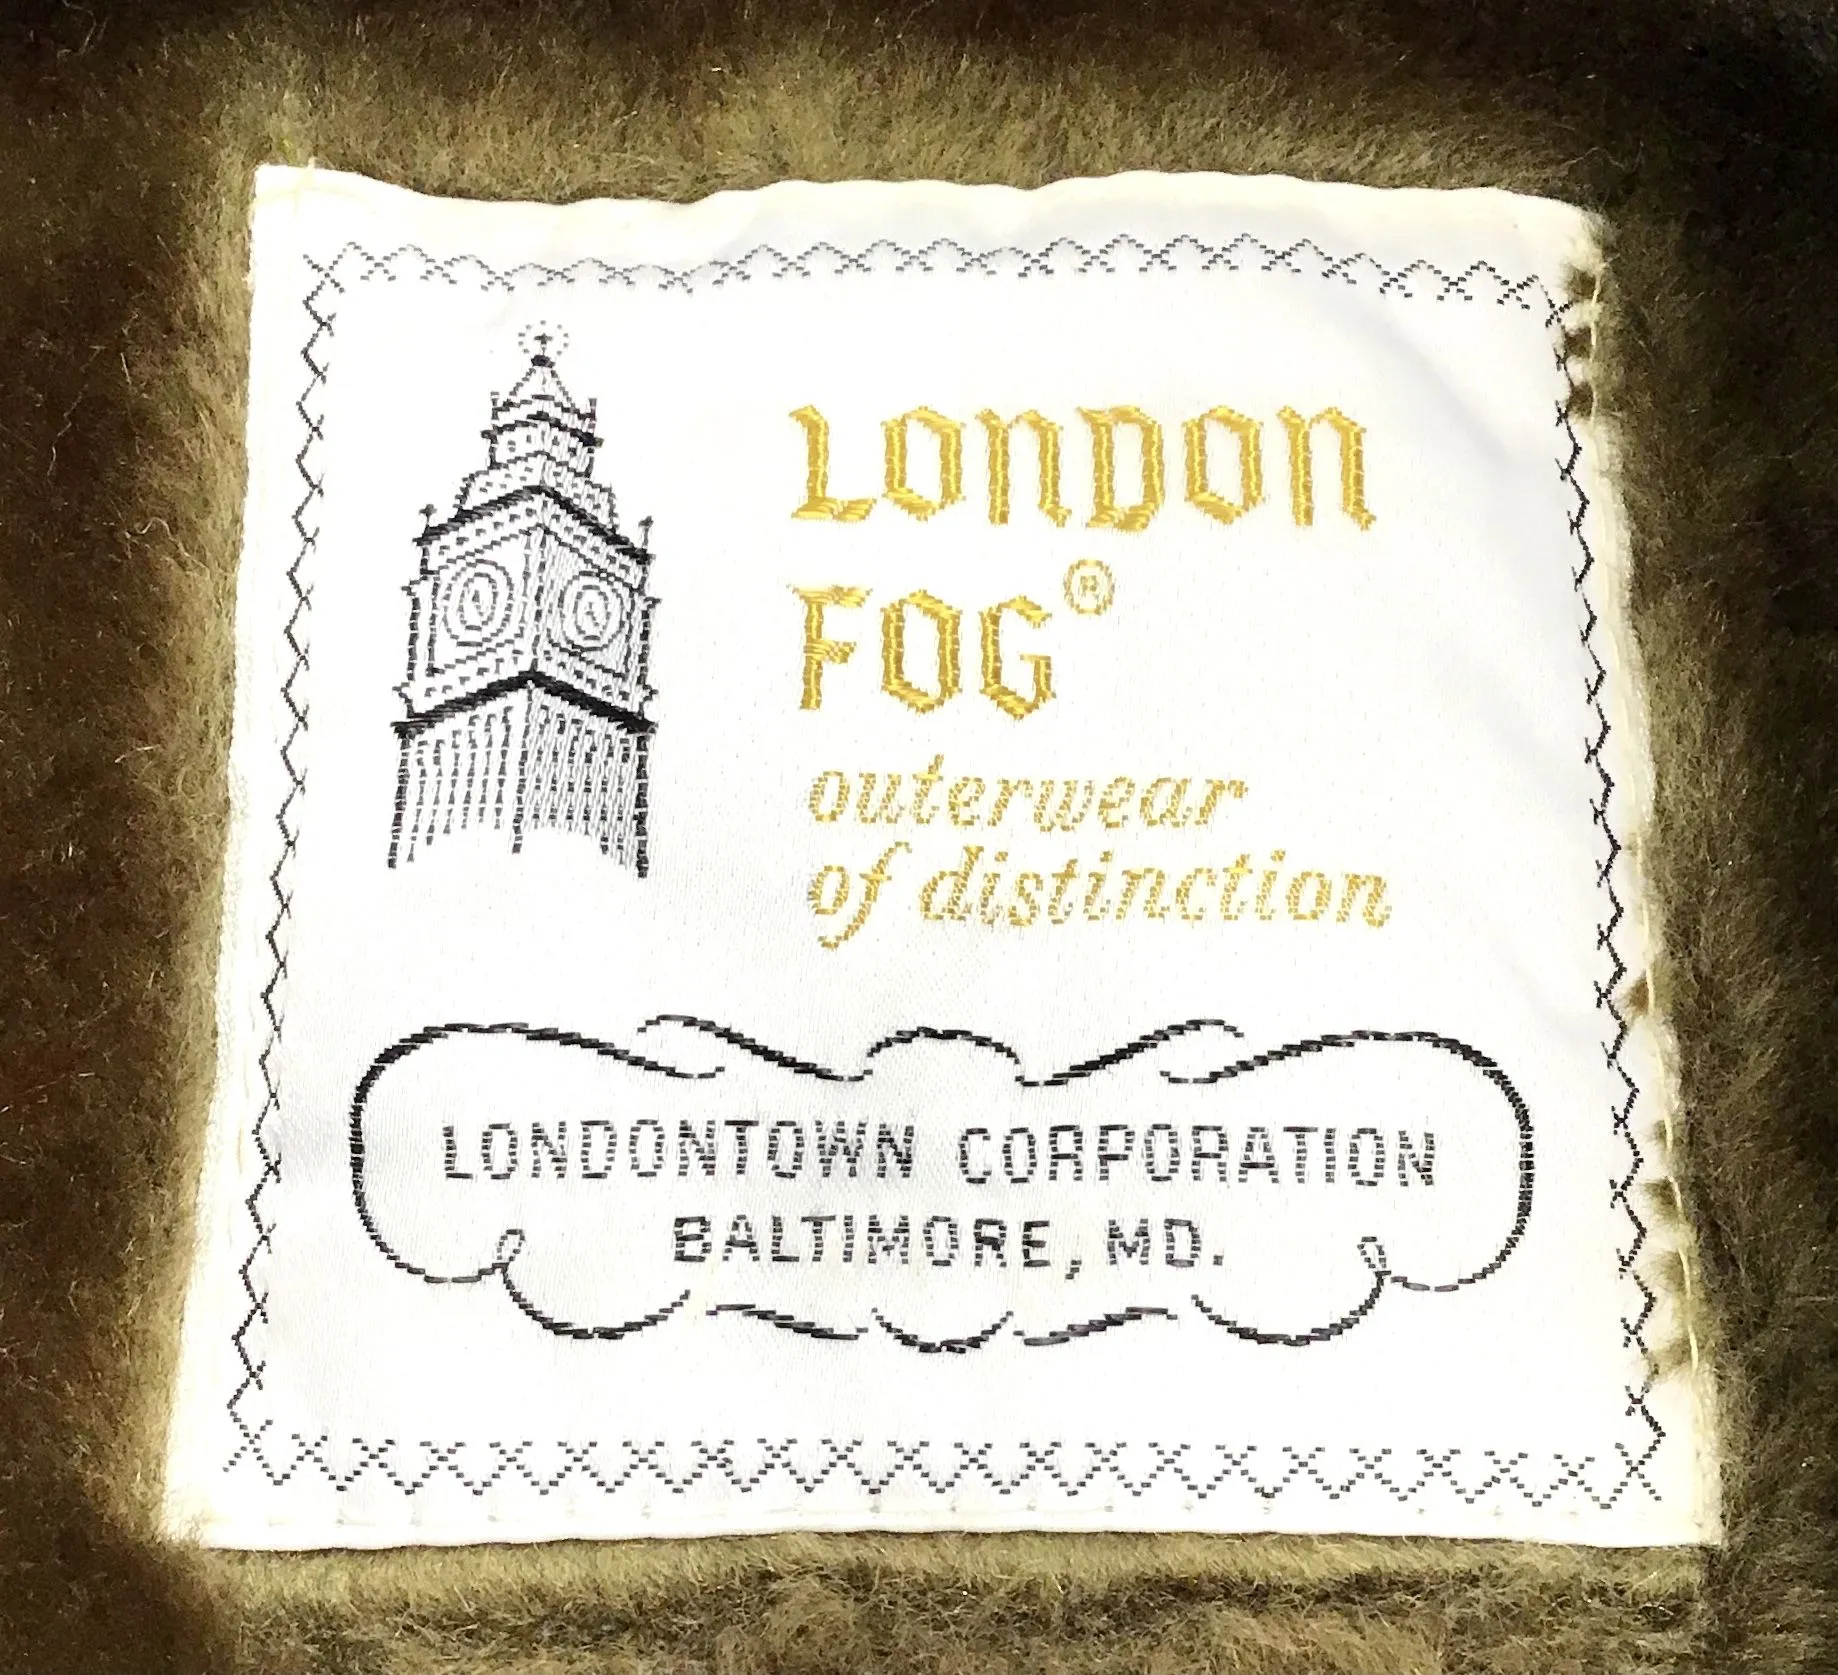 LONDON
FOG®
outerwear
of distinction
LONDONTOWN CORPORATION
BALTIMORE, MD.